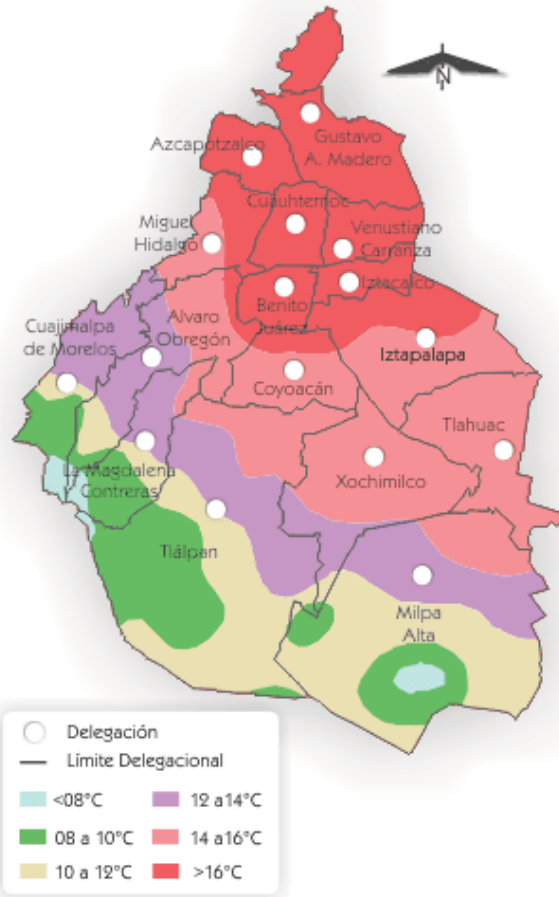 N
Gustavo
A. Madero
Azcapotzalco
Cuauhtemoc
Miguel
Hidalgo
Venustiano
Carranza
Iztacalco
Benito
Juárez
Alvaro
Obregón
Cuajimalpa
de Morelos
Iztapalapa
Coyoacán
Tlahuac
Xochimilco
La Magdalena
Contreras
Tlálpan
Milpa
Alta
Delegación
Límite Delegacional
<08°C
12 a14°C
08 a 10°C
14 a16°C
10 a 12°C
>16°C